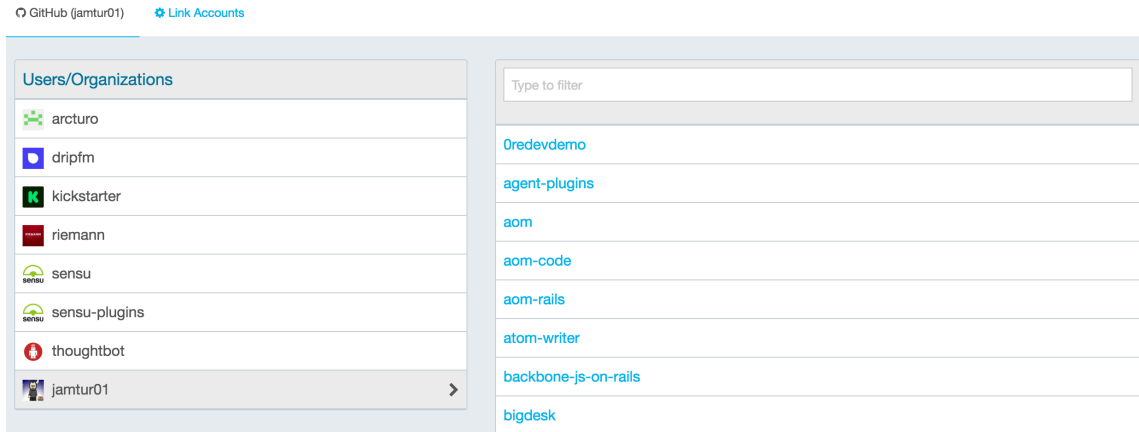 GitHub (jamtur01)
Link Accounts
Users/Organizations
arcturo
dripfm
kickstarter
riemann
sensu
sensu-plugins
thoughtbot
jamtur01
Type to filter
0redevdemo
agent-plugins
aom
aom-code
aom-rails
atom-writer
backbone-js-on-rails
bigdesk